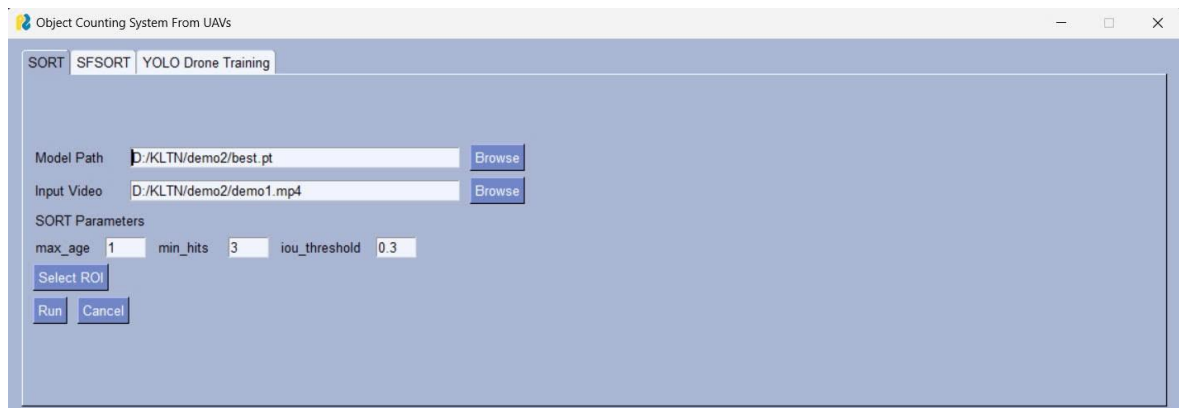 Object Counting System From UAVs
SORT SFSORT YOLO Drone Training
Model Path D:/KLTN/demo2/best.pt Browse
Input Video D:/KLTN/demo2/demo1.mp4 Browse
SORT Parameters
max_age 1 min_hits 3 iou_threshold 0.3
Select ROI
Run Cancel